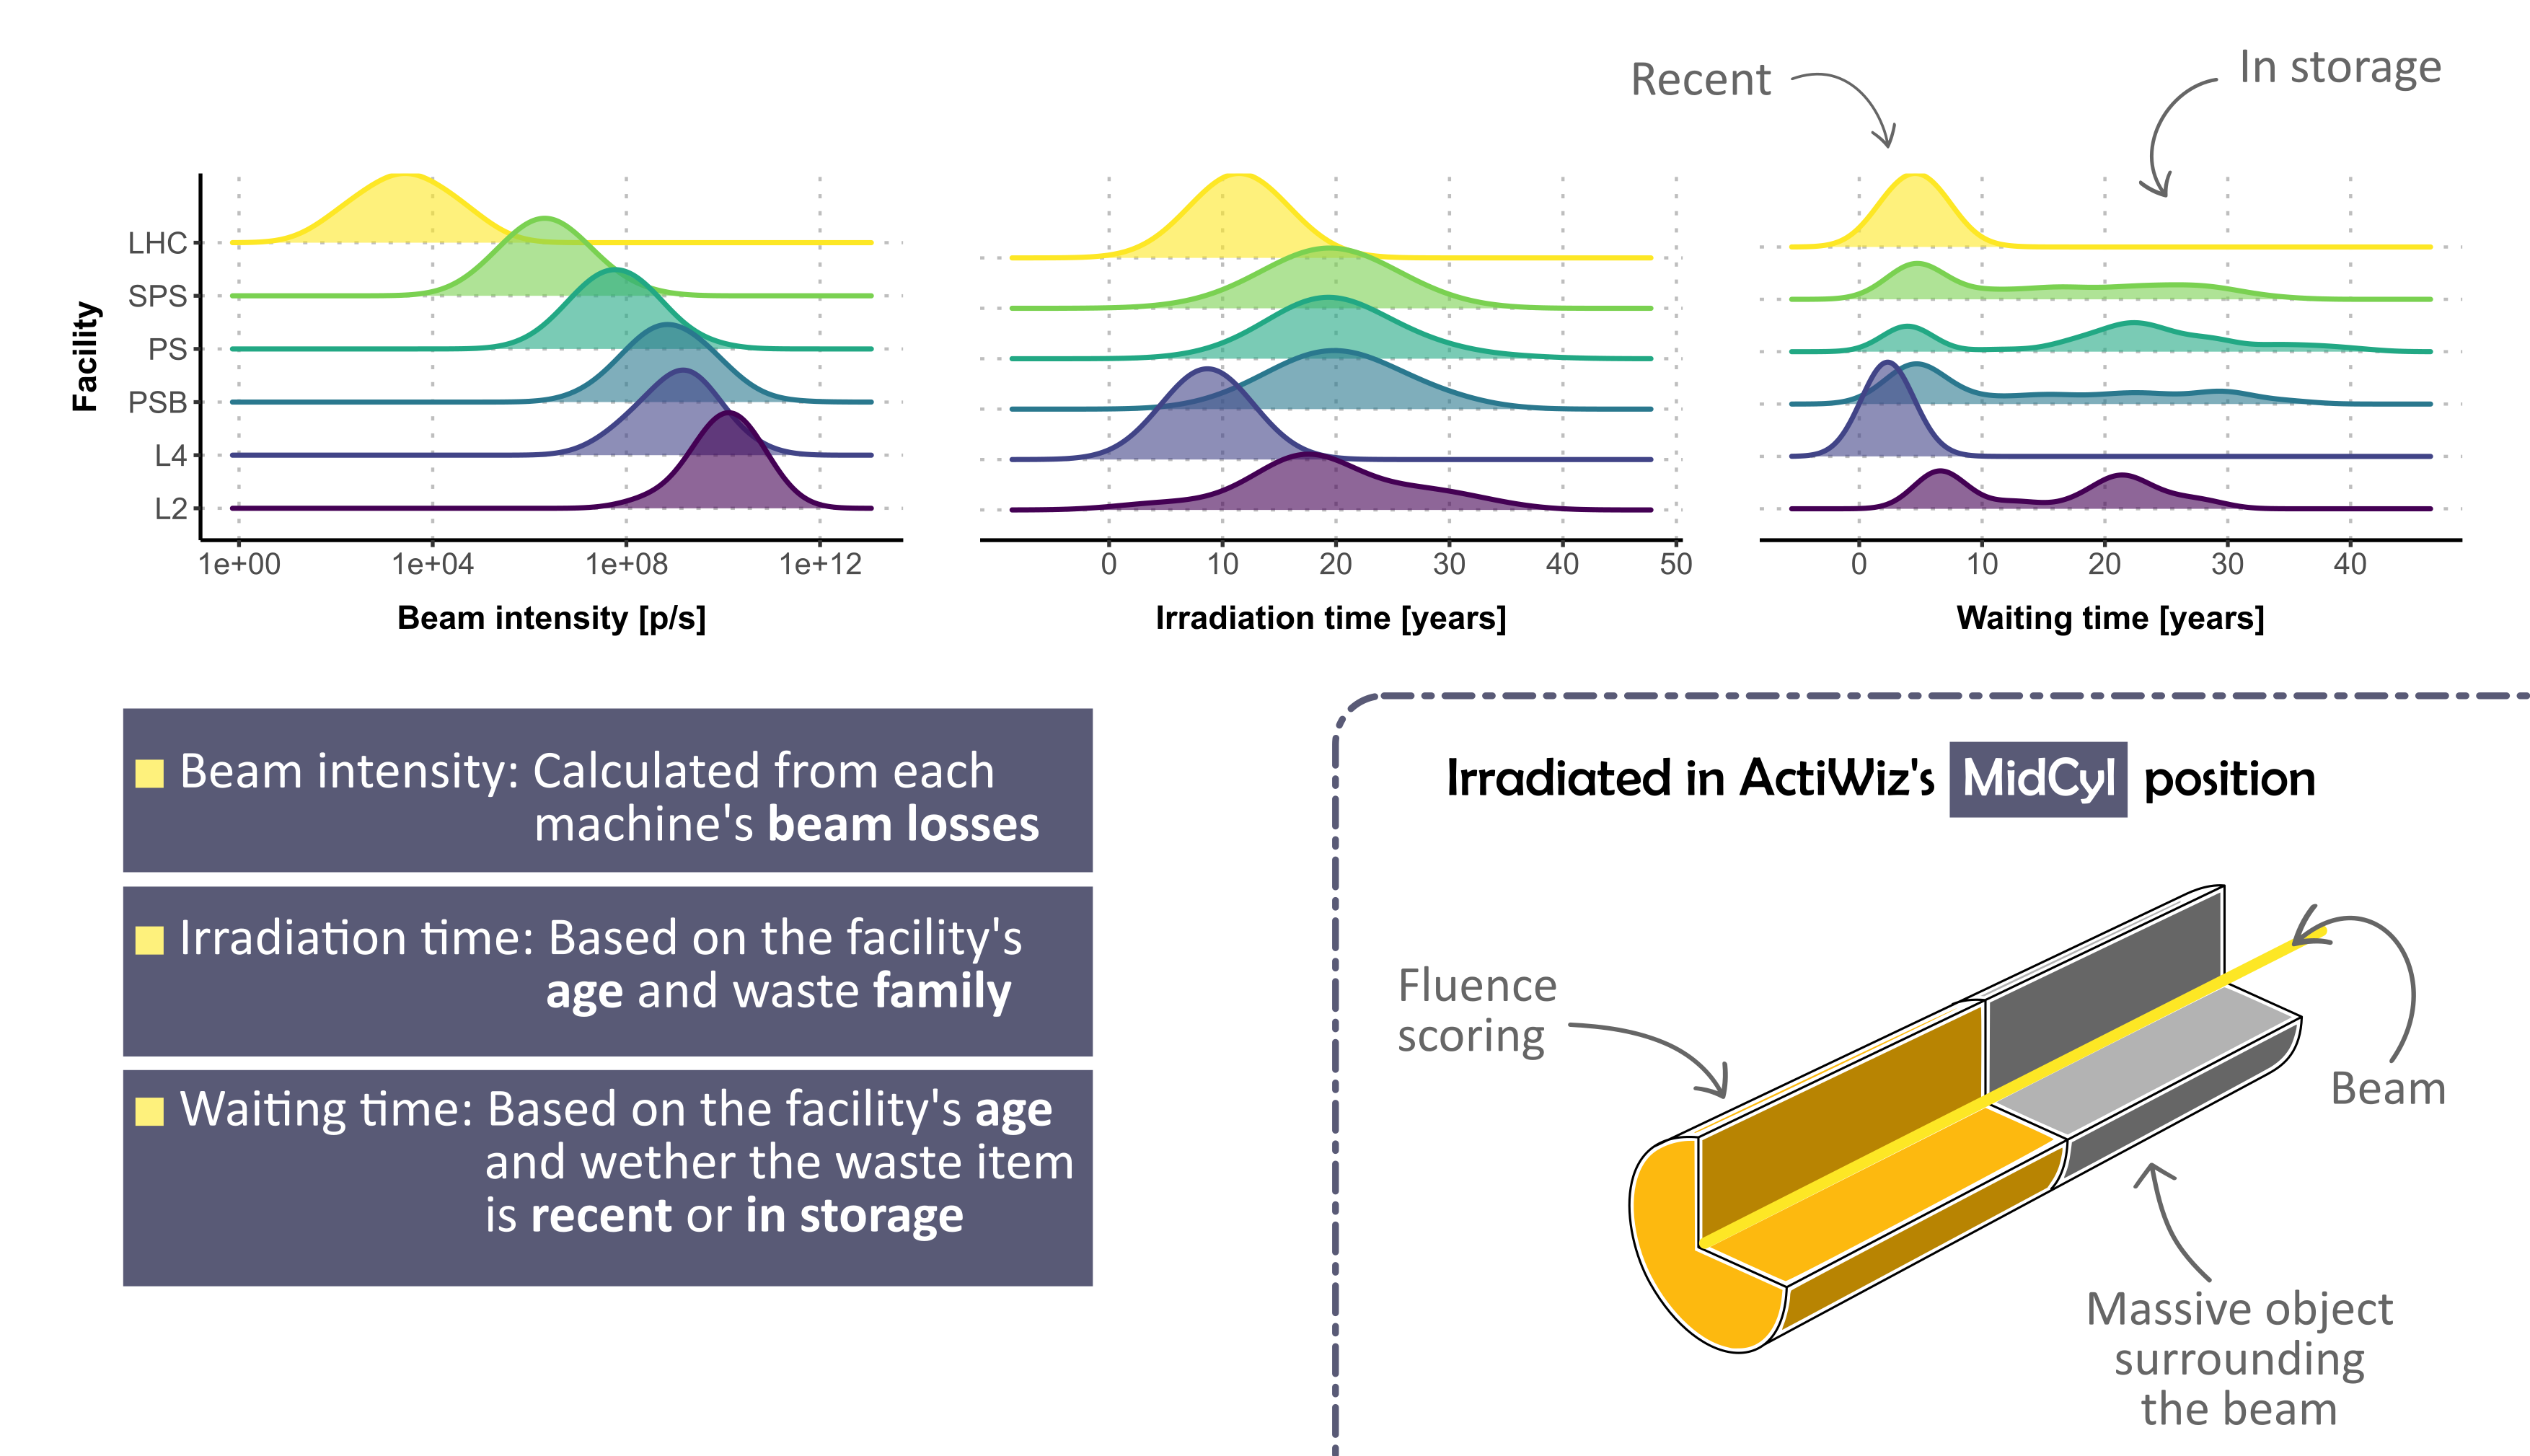 Recent
In storage
Facility
LHC
SPS
PS
PSB
L4
L2
1e+00 1e+04 1e+08 1e+12
Beam intensity [p/s]
0 10 20 30 40 50
Irradiation time [years]
0 10 20 30 40
Waiting time [years]
Beam intensity: Calculated from each
machine's beam losses
Irradiation time: Based on the facility's
age and waste family
Waiting time: Based on the facility's age
and wether the waste item
is recent or in storage
Irradiated in ActiWiz's MidCyl position
Fluence
scoring
Beam
Massive object
surrounding
the beam